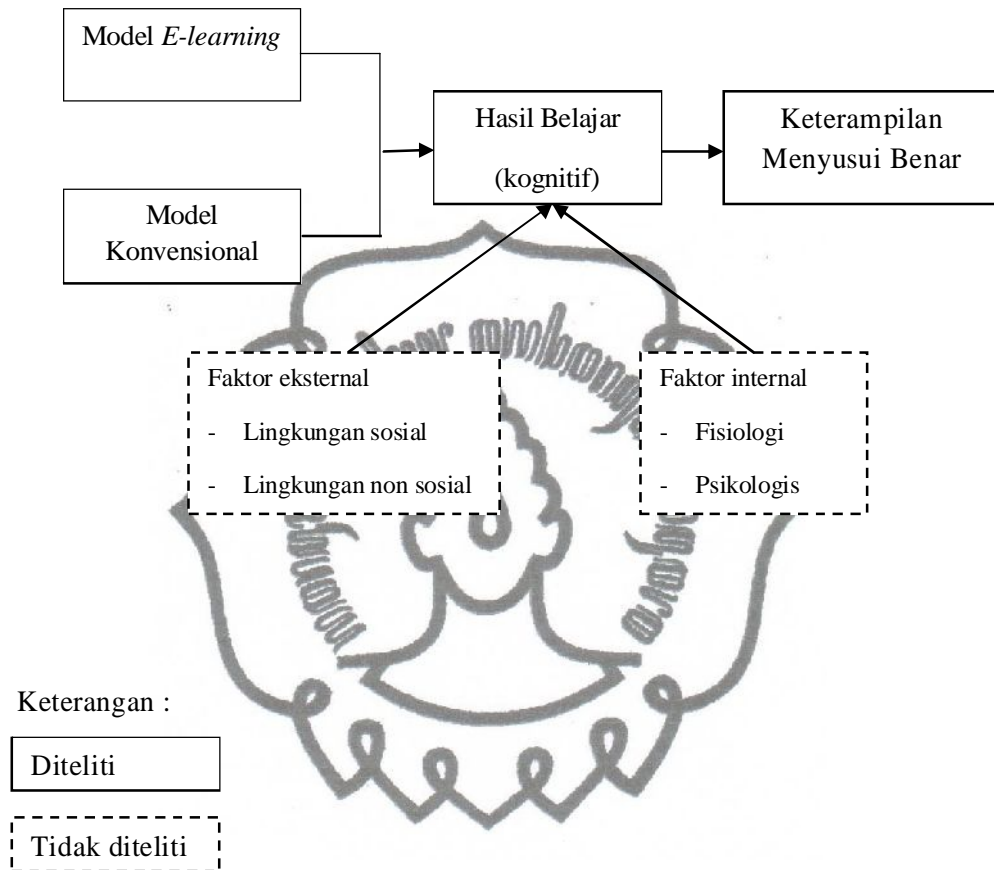 Model E-learning
Hasil Belajar
(kognitif)
Keterampilan
Menyusui Benar
Model
Konvensional
Faktor eksternal
- Lingkungan sosial
- Lingkungan non sosial
Faktor internal
- Fisiologi
- Psikologis
Keterangan :
Diteliti
Tidak diteliti